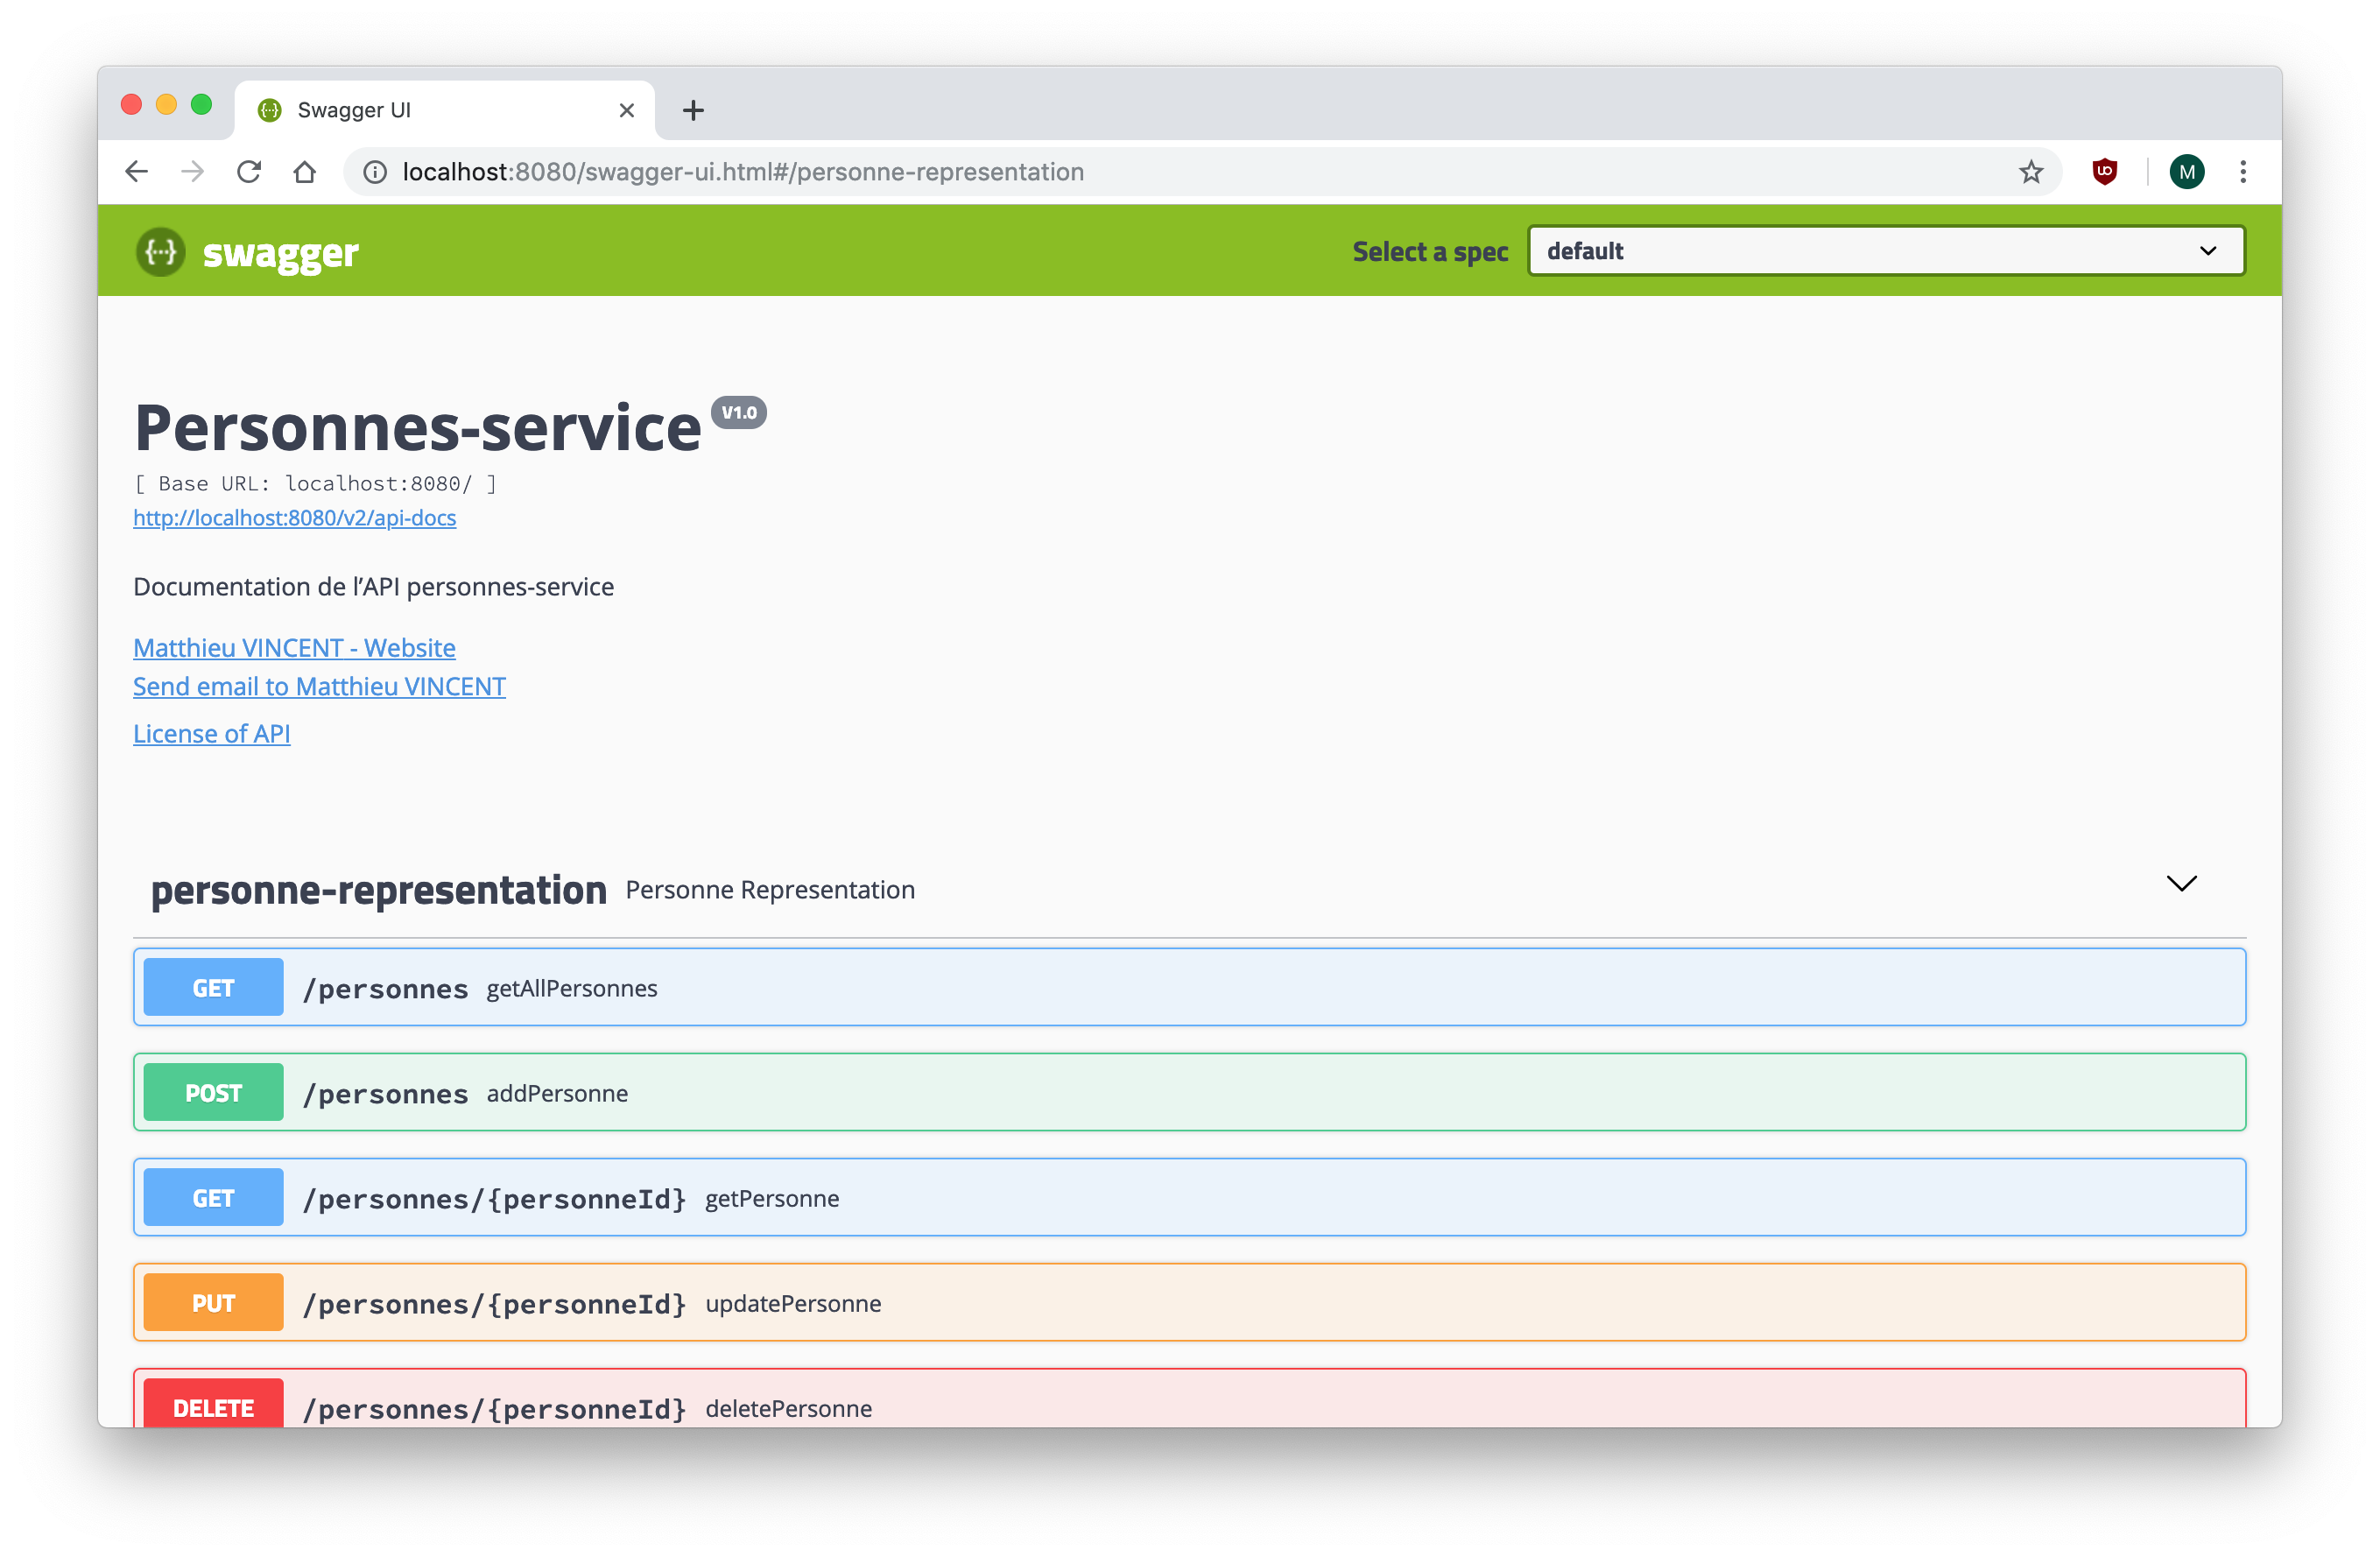 Swagger UI
localhost:8080/swagger-ui.html#/personne-representation
M
{···} swagger
Select a spec
default
Personnes-service V1.0
[ Base URL: localhost:8080/ ]
http://localhost:8080/v2/api-docs
Documentation de l’API personnes-service
Matthieu VINCENT - Website
Send email to Matthieu VINCENT
License of API
personne-representation Personne Representation
GET /personnes getAllPersonnes
POST /personnes addPersonne
GET /personnes/{personneId} getPersonne
PUT /personnes/{personneId} updatePersonne
DELETE /personnes/{personneId} deletePersonne